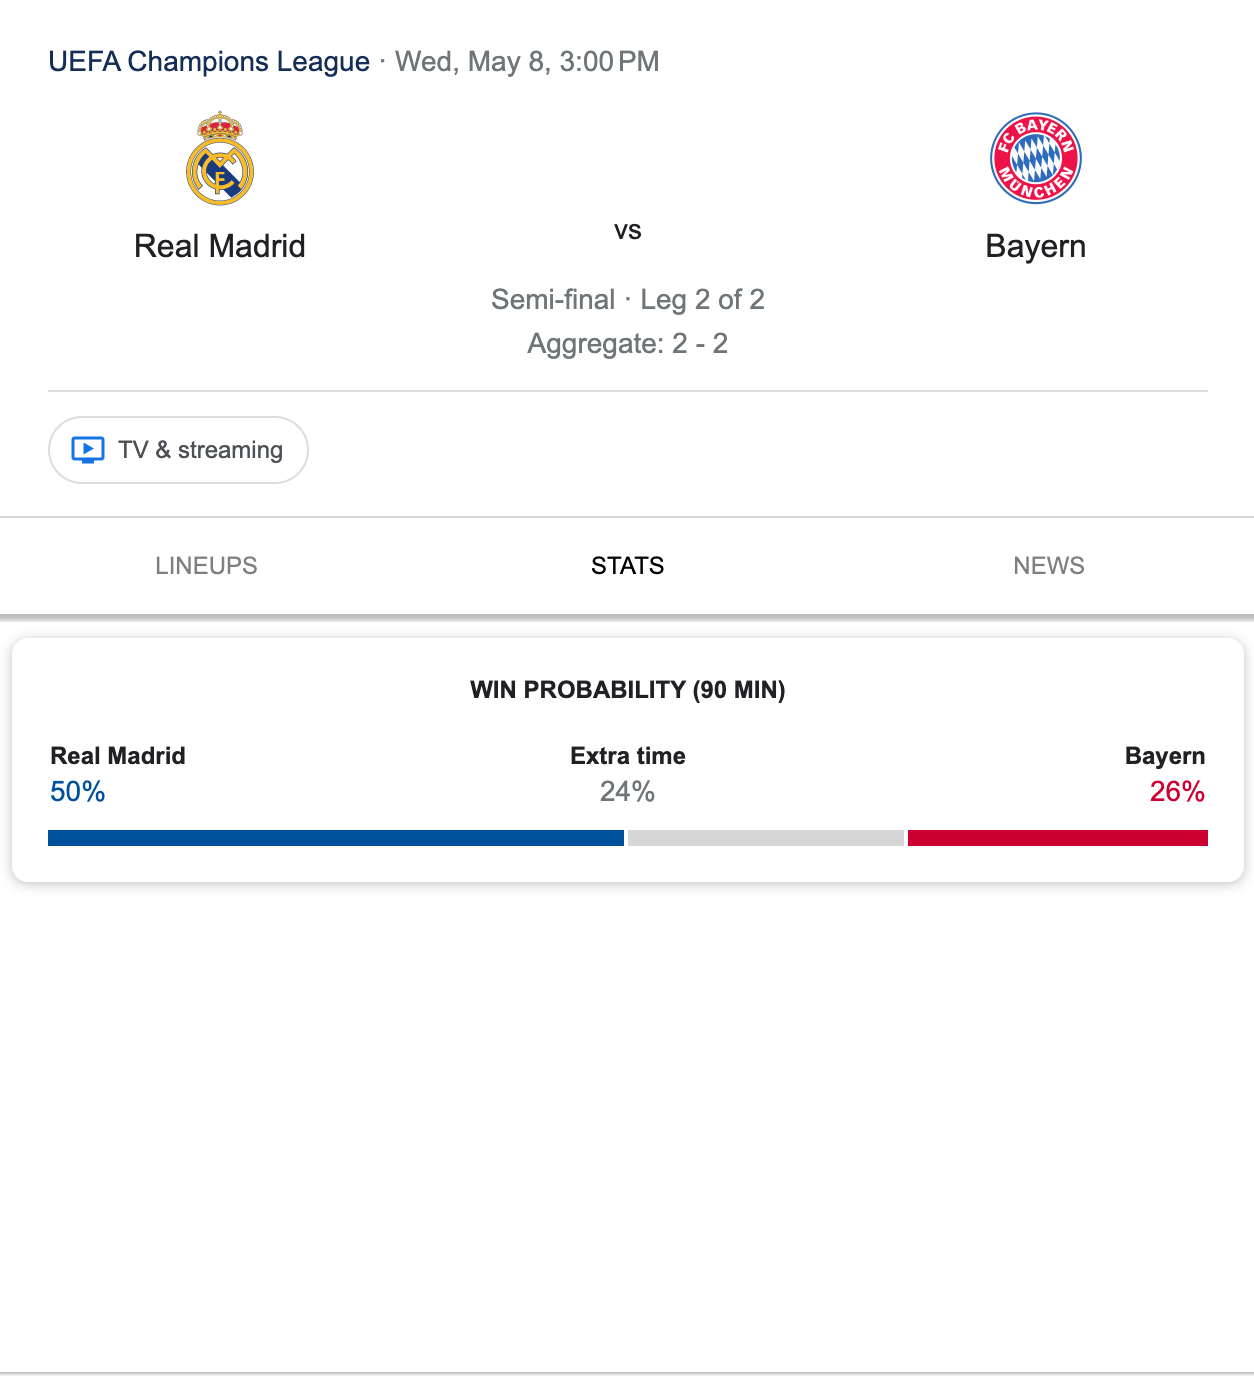 UEFA Champions League · Wed, May 8, 3:00 PM
FC BAYERN
MÜNCHEN
Real Madrid
vs
Bayern
Semi-final · Leg 2 of 2
Aggregate: 2 - 2
TV & streaming
LINEUPS
STATS
NEWS
WIN PROBABILITY (90 MIN)
Real Madrid
Extra time
Bayern
50%
24%
26%